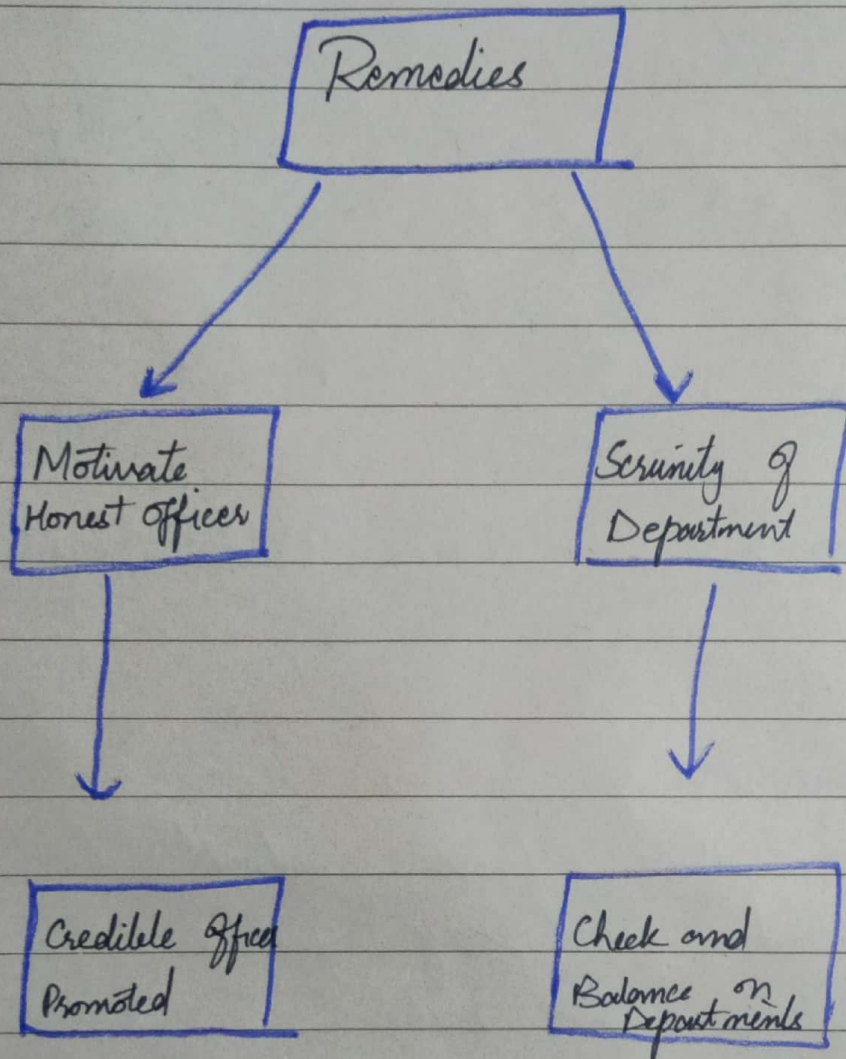 Remedies
Motivate
Honest Officer
Scrunity of
Department
Credible Officer
Promoted
Check and
Balance on
Departments